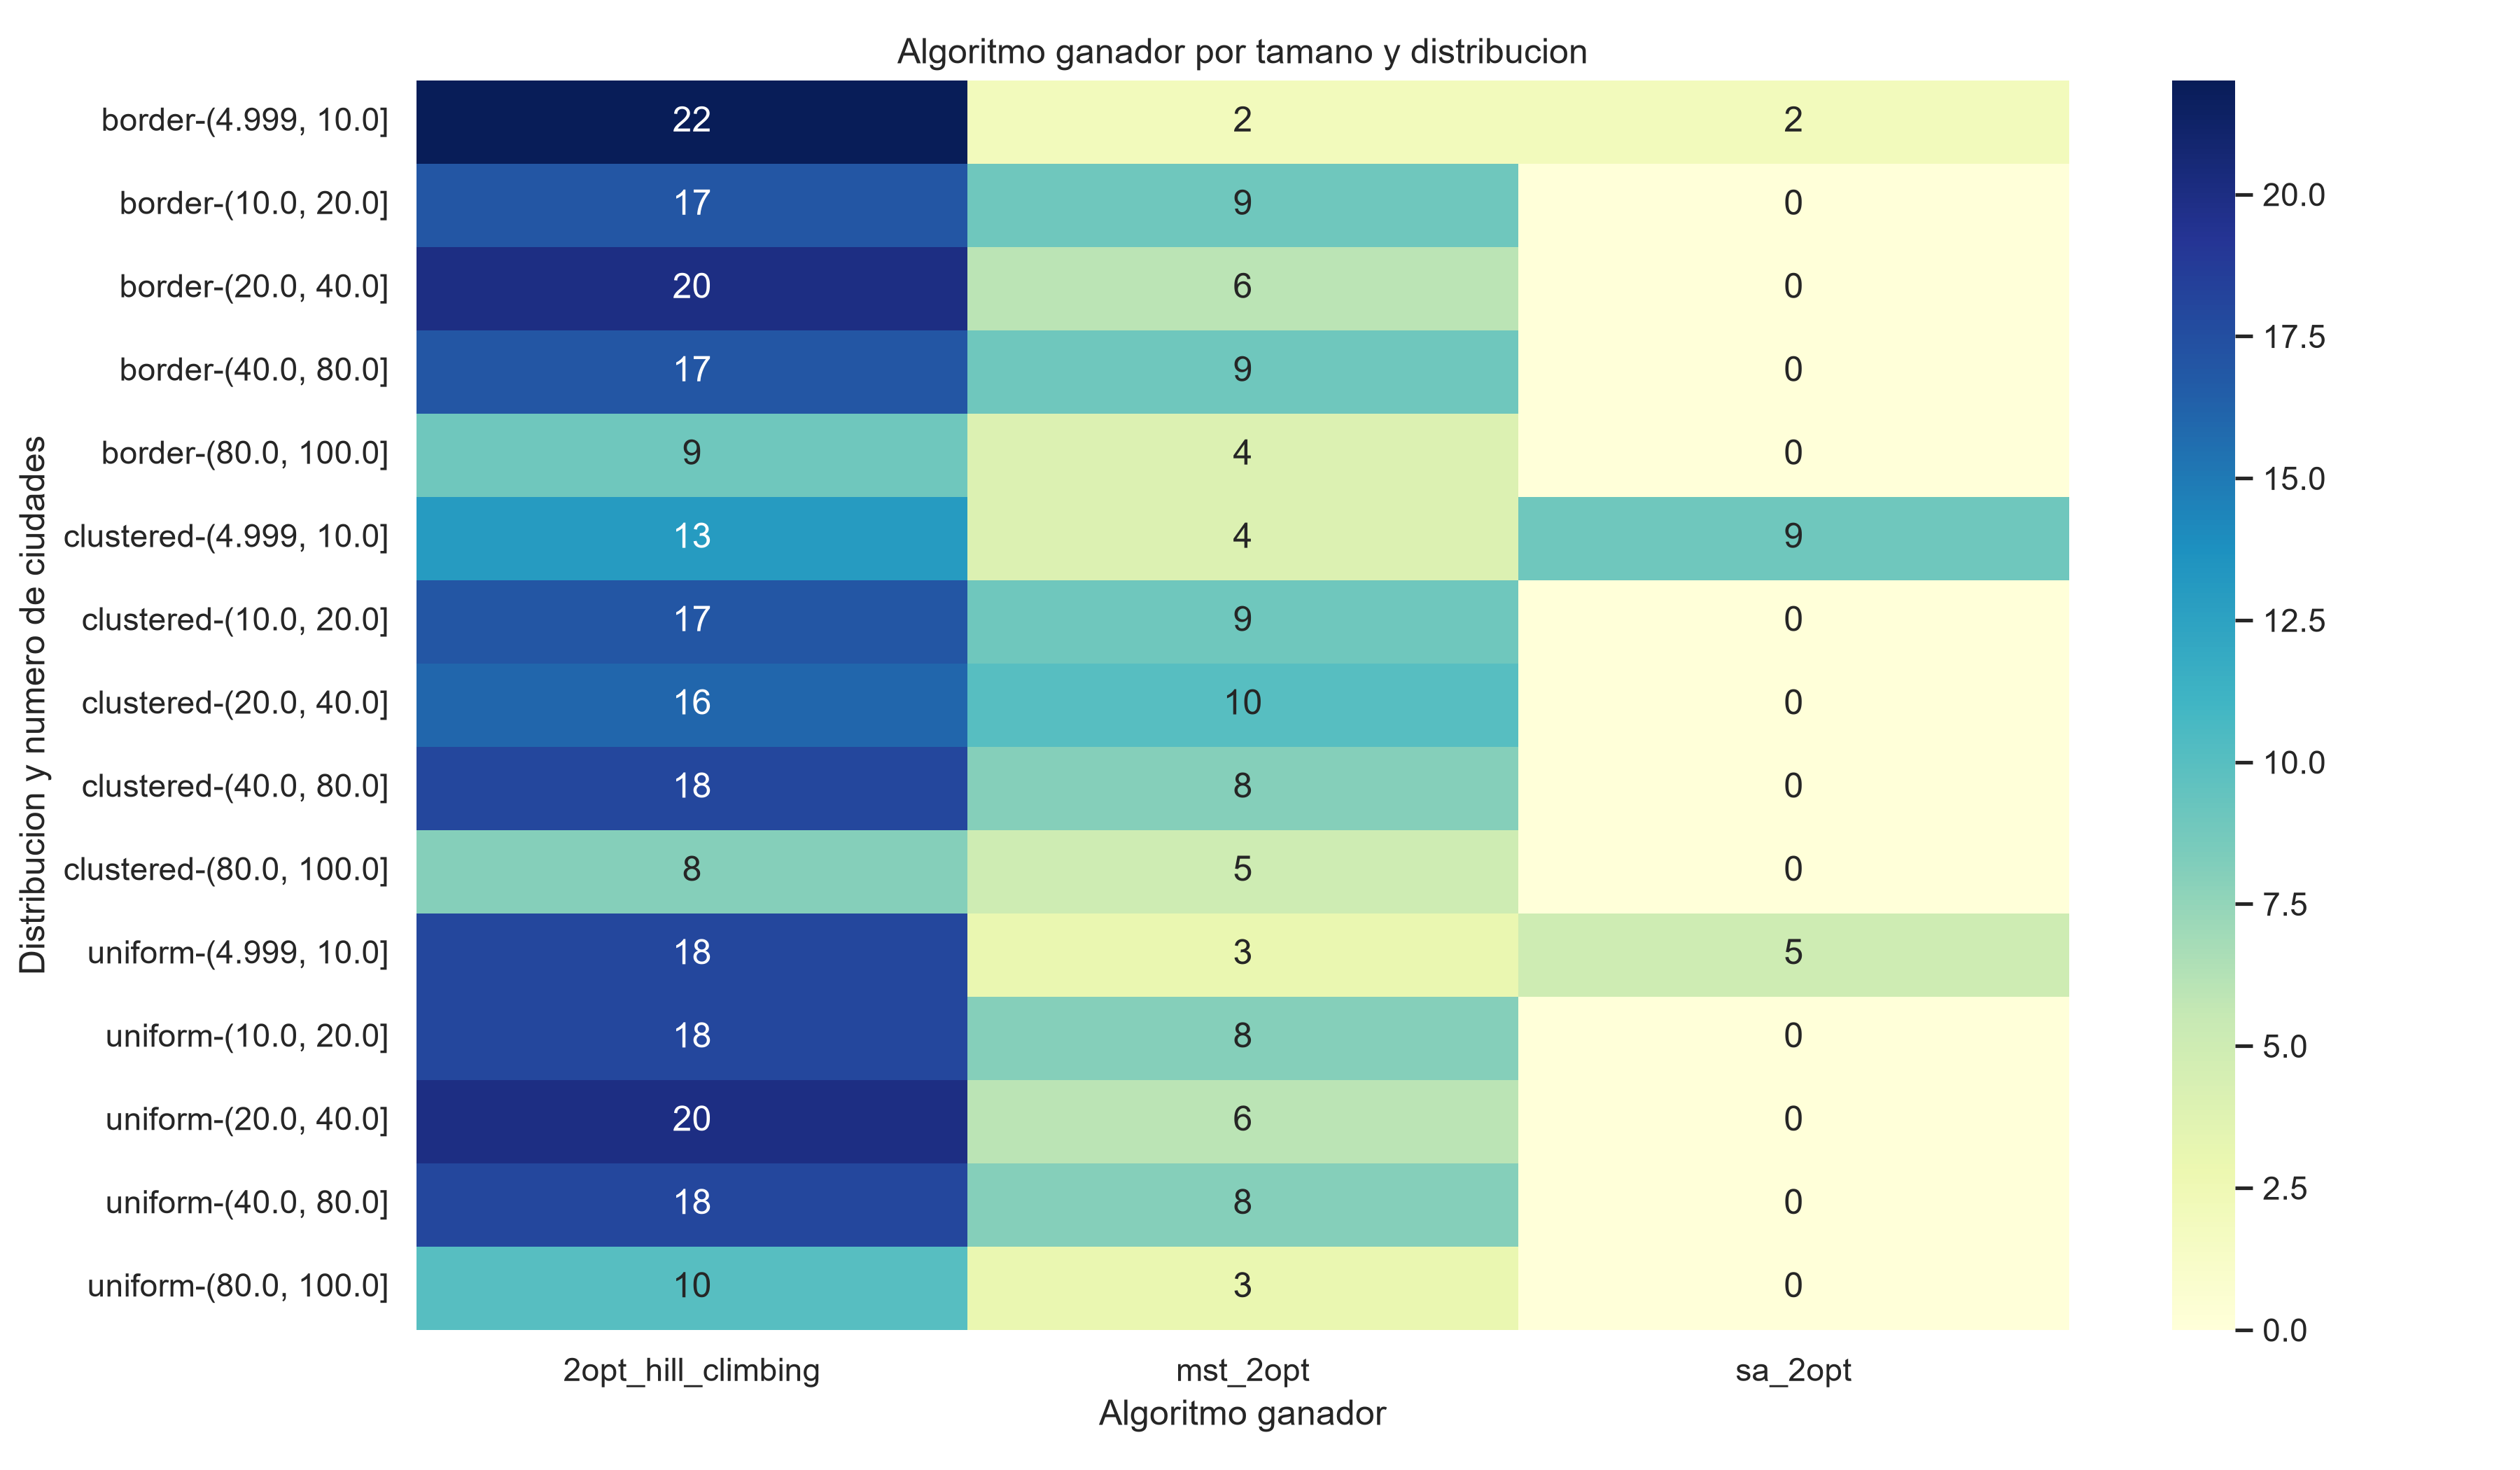 Algoritmo ganador por tamano y distribucion
border-(4.999, 10.0] 22 2 2
border-(10.0, 20.0] 17 9 0
border-(20.0, 40.0] 20 6 0
border-(40.0, 80.0] 17 9 0
border-(80.0, 100.0] 9 4 0
clustered-(4.999, 10.0] 13 4 9
clustered-(10.0, 20.0] 17 9 0
clustered-(20.0, 40.0] 16 10 0
clustered-(40.0, 80.0] 18 8 0
clustered-(80.0, 100.0] 8 5 0
uniform-(4.999, 10.0] 18 3 5
uniform-(10.0, 20.0] 18 8 0
uniform-(20.0, 40.0] 20 6 0
uniform-(40.0, 80.0] 18 8 0
uniform-(80.0, 100.0] 10 3 0
2opt_hill_climbing mst_2opt sa_2opt
Algoritmo ganador
Distribucion y numero de ciudades
20.0
17.5
15.0
12.5
10.0
7.5
5.0
2.5
0.0